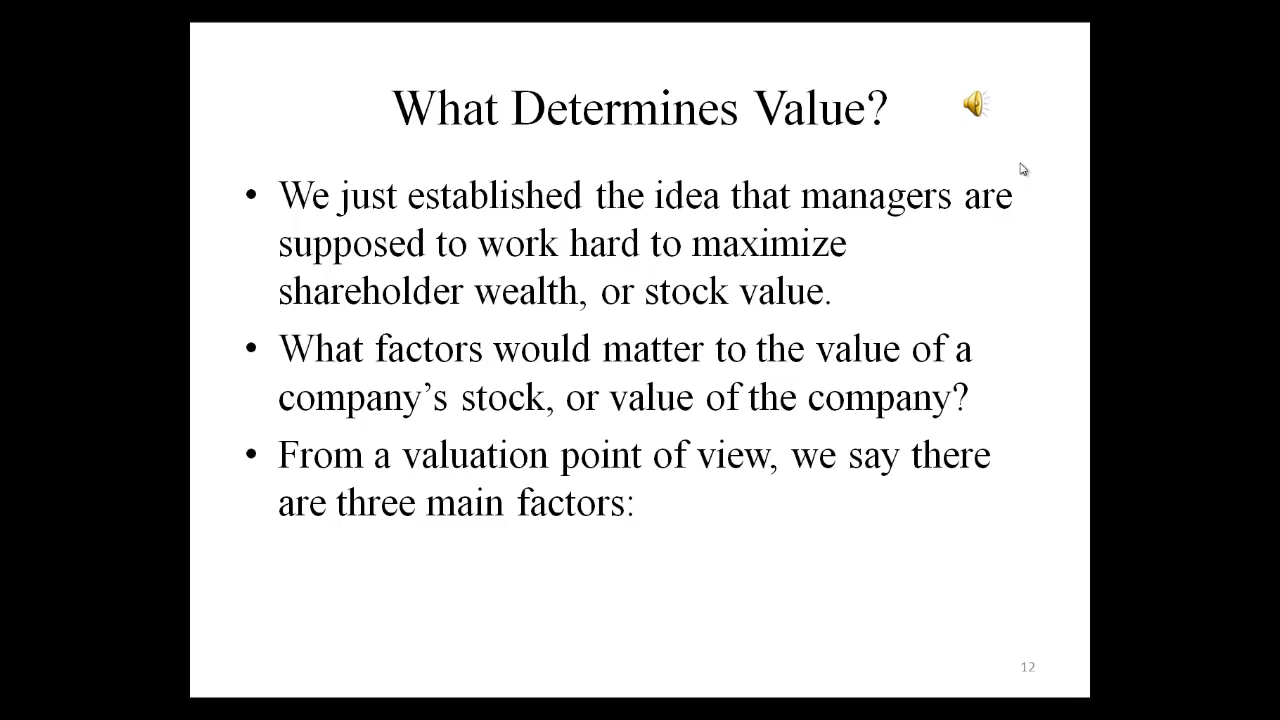 What Determines Value?
• We just established the idea that managers are
supposed to work hard to maximize
shareholder wealth, or stock value.
• What factors would matter to the value of a
company’s stock, or value of the company?
• From a valuation point of view, we say there
are three main factors:
12